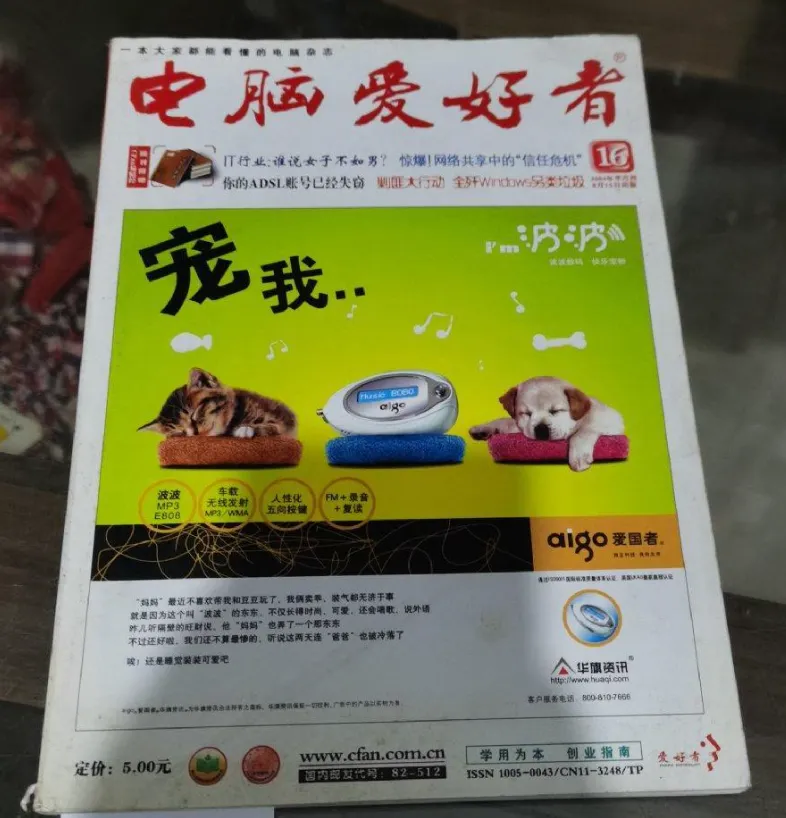 一本大家都能看懂的电脑杂志
电脑爱好者®
IT行业:谁说女子不如男? 惊爆!网络共享中的“信任危机”
16
你的ADSL账号已经失窃 剿匪大行动 全歼Windows另类垃圾
宠我..
I'm 波波
波波数码 快乐宠物
Music BOBO
aigo
波波
MP3
E808
车载
无线发射
MP3/WMA
人性化
五向按键
FM+录音
+复读
aigo 爱国者
“妈妈”最近不喜欢带我和豆豆玩了,我俩卖乖、装气都无济于事
就是因为这个叫“波波”的东东,不仅长得时尚、可爱,还会唱歌、说外语
昨儿听隔壁的旺财说,他“妈妈”也弄了一个那东东
不过还好啦,我们还不算最惨的,听说这两天连“爸爸”也被冷落了
唉!还是睡觉装装可爱吧
华旗资讯®
http://www.huaqi.com
客户服务电话:800-810-7666
定价:5.00元
www.cfan.com.cn
国内邮发代号:82-512
学用为本 创业指南
ISSN 1005-0043/CN11-3248/TP
爱好者